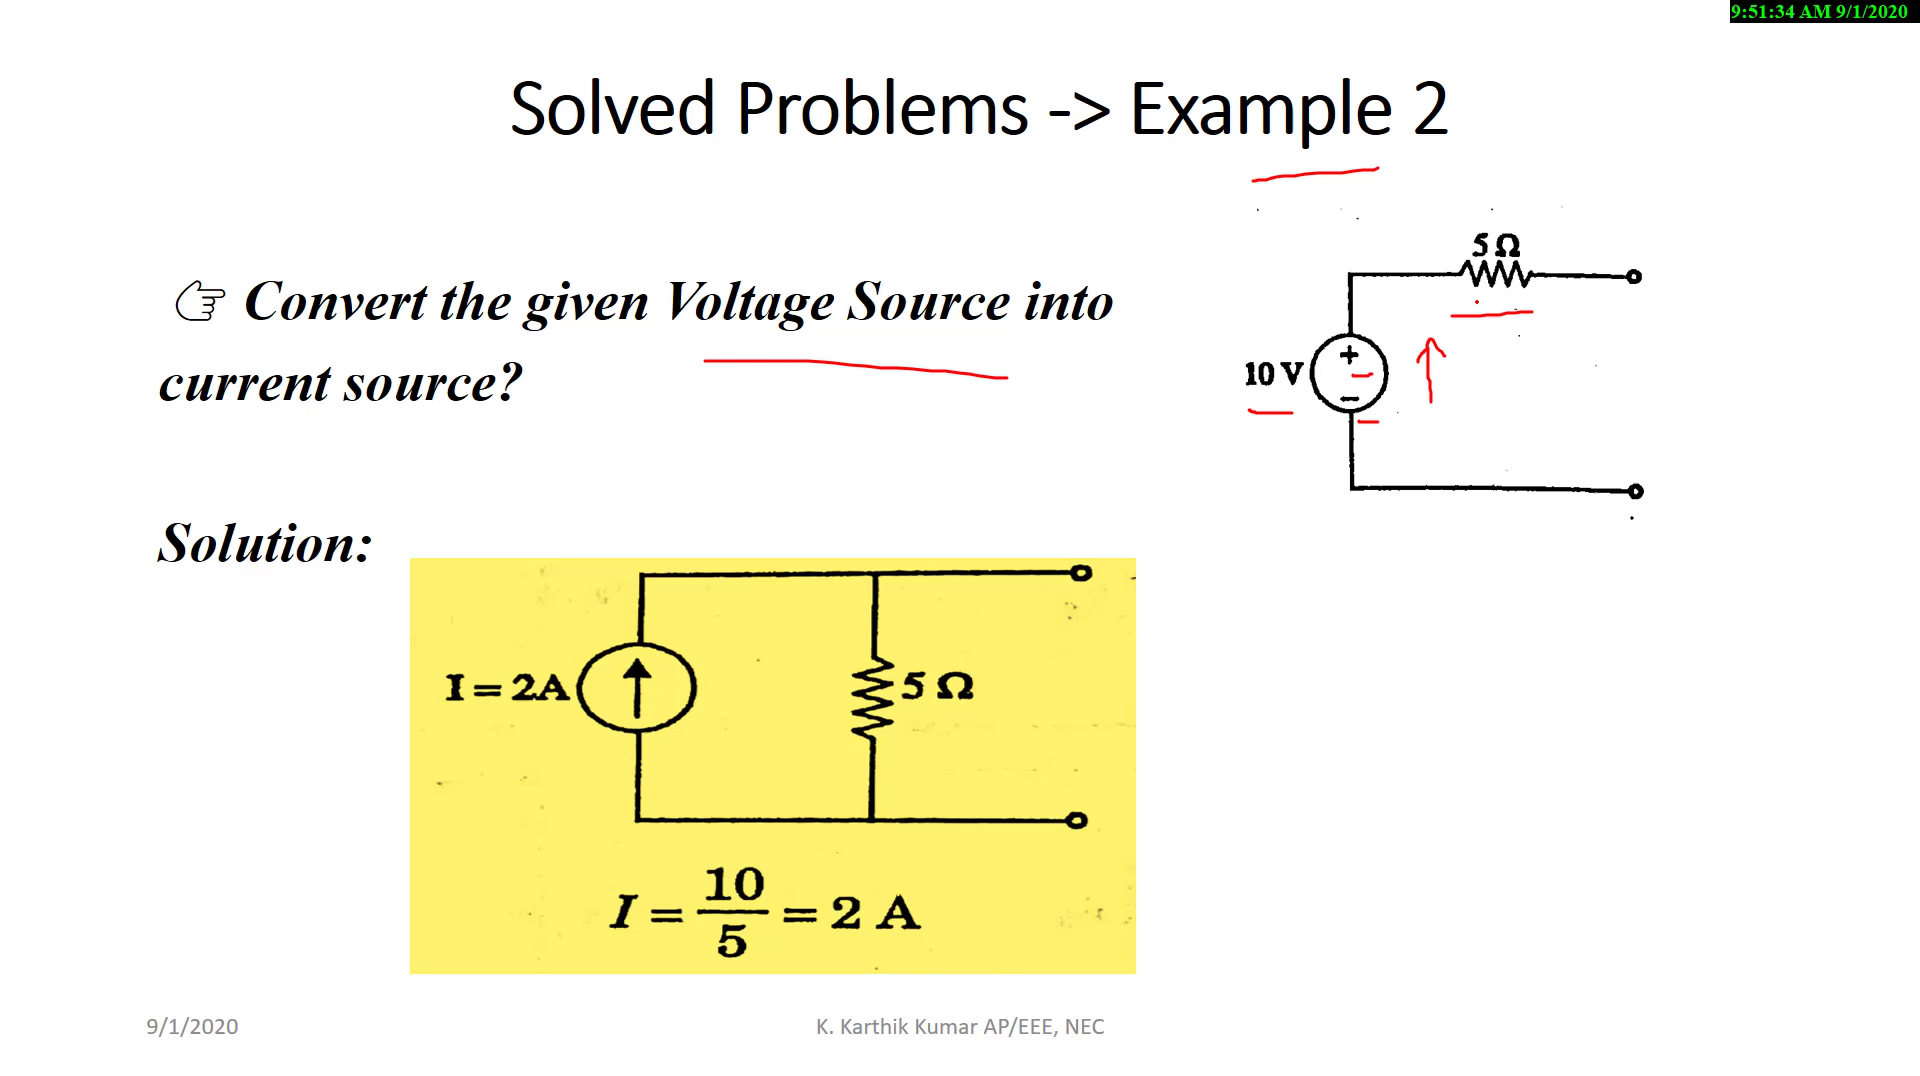 9:51:34 AM 9/1/2020
Solved Problems -> Example 2
☞ Convert the given Voltage Source into
current source?
5 Ω
10 V
+
−
Solution:
I = 2A
5 Ω
I = 10/5 = 2 A
9/1/2020
K. Karthik Kumar AP/EEE, NEC